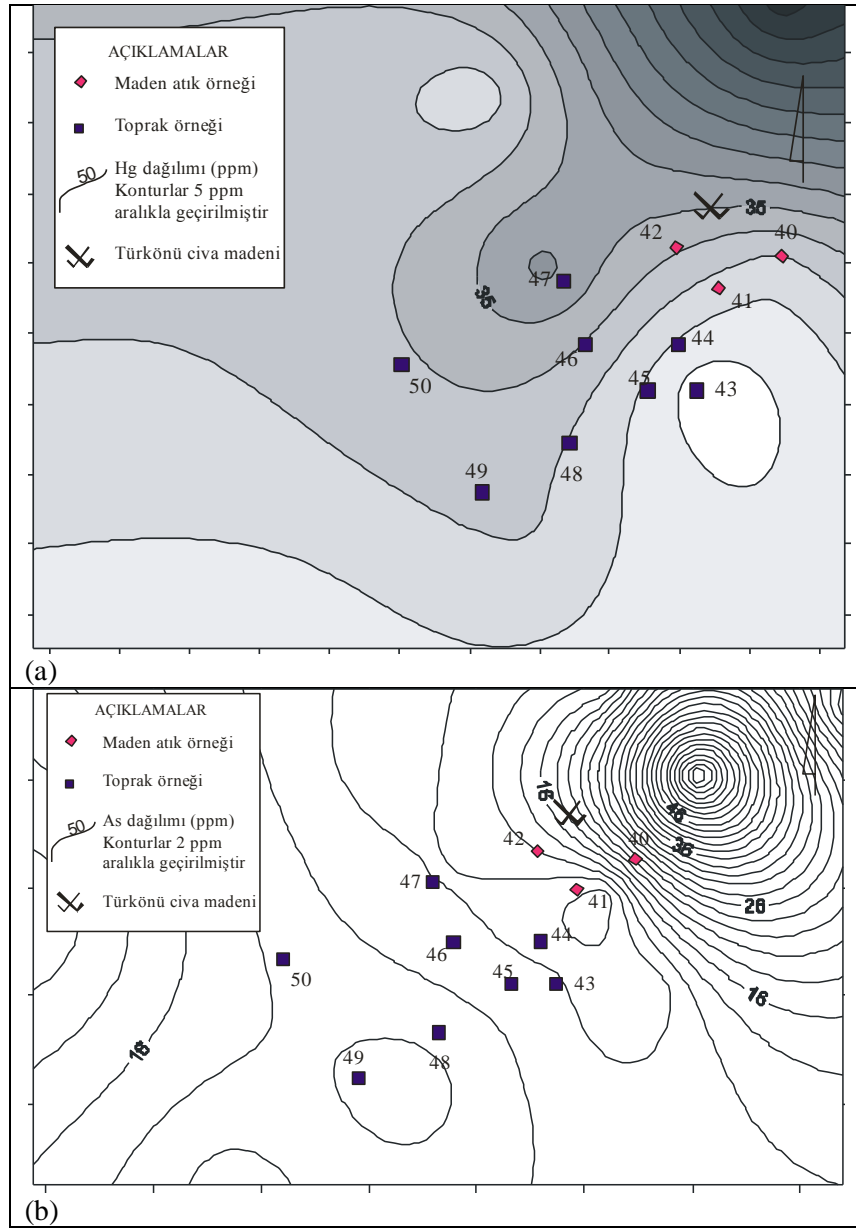 AÇIKLAMALAR
Maden atık örneği
Toprak örneği
50
Hg dağılımı (ppm)
Konturlar 5 ppm
aralıkla geçirilmiştir
Türkönü civa madeni
35
42
40
47
35
41
46
44
50
45
43
48
49
(a)
AÇIKLAMALAR
Maden atık örneği
Toprak örneği
50
As dağılımı (ppm)
Konturlar 2 ppm
aralıkla geçirilmiştir
Türkönü civa madeni
16
46
42
40
36
47
41
26
46
44
50
45
43
16
48
49
(b)